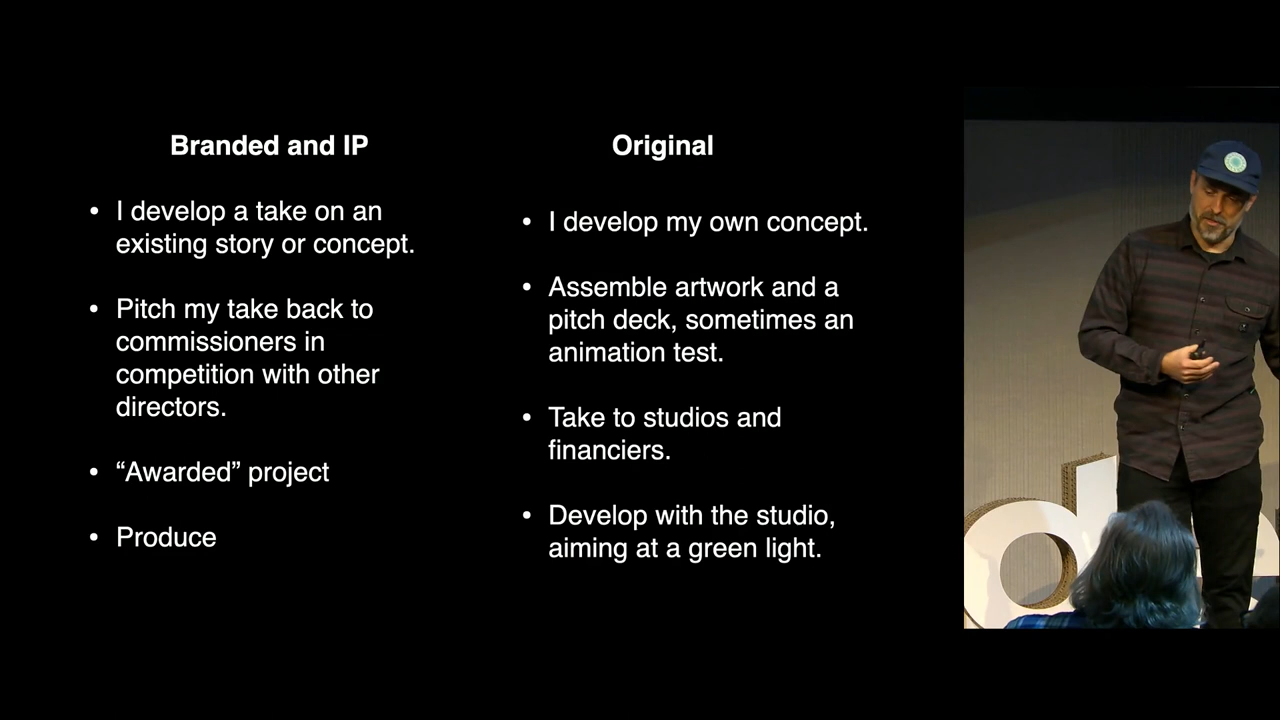 Branded and IP
• I develop a take on an
existing story or concept.
• Pitch my take back to
commissioners in
competition with other
directors.
• “Awarded” project
• Produce
Original
• I develop my own concept.
• Assemble artwork and a
pitch deck, sometimes an
animation test.
• Take to studios and
financiers.
• Develop with the studio,
aiming at a green light.